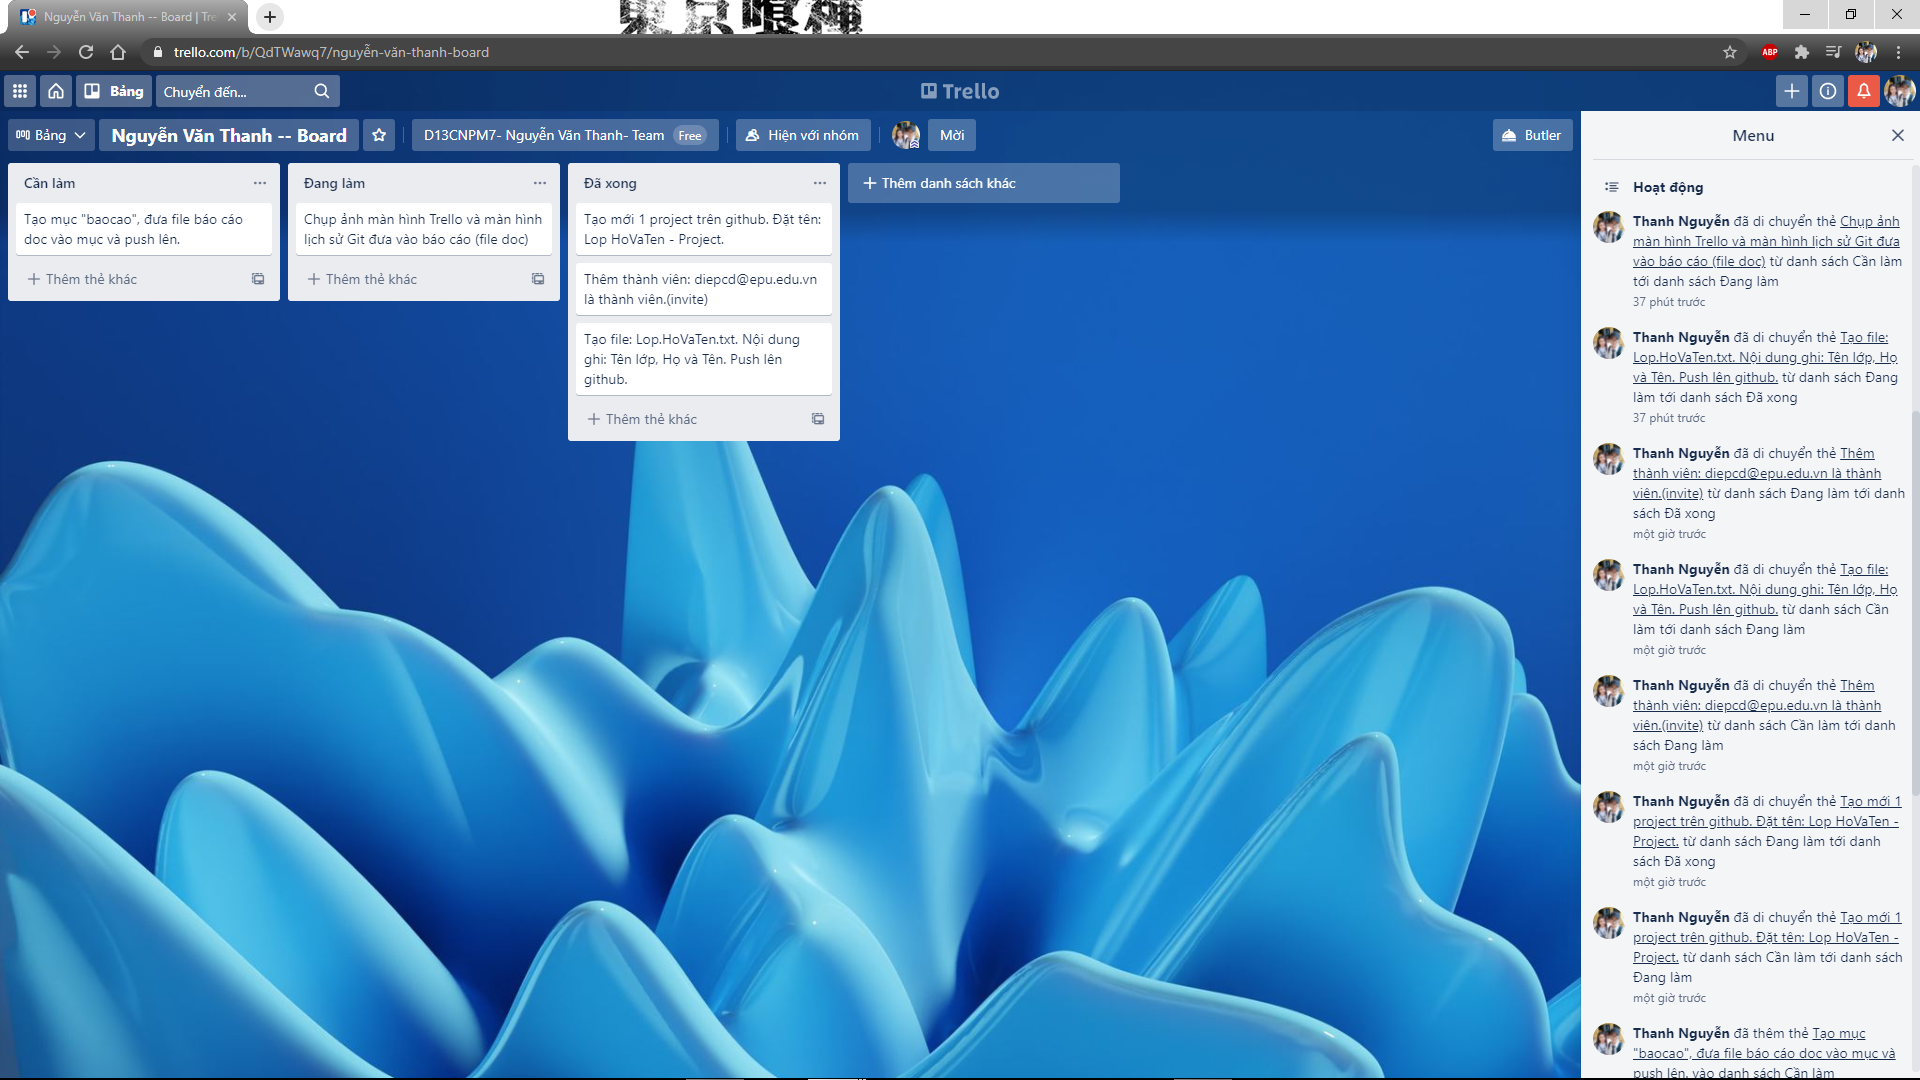 Nguyễn Văn Thanh -- Board | Tre
東京喰種
trello.com/b/QdTWawq7/nguyễn-văn-thanh-board
ABP
Bảng
Chuyển đến...
Trello
Bảng
Nguyễn Văn Thanh -- Board
D13CNPM7- Nguyễn Văn Thanh- Team Free
Hiện với nhóm
Mời
Butler
Cần làm
Tạo mục "baocao", đưa file báo cáo
doc vào mục và push lên.
Thêm thẻ khác
Đang làm
Chụp ảnh màn hình Trello và màn hình
lịch sử Git đưa vào báo cáo (file doc)
Thêm thẻ khác
Đã xong
Tạo mới 1 project trên github. Đặt tên:
Lop HoVaTen - Project.
Thêm thành viên: diepcd@epu.edu.vn
là thành viên.(invite)
Tạo file: Lop.HoVaTen.txt. Nội dung
ghi: Tên lớp, Họ và Tên. Push lên
github.
Thêm thẻ khác
Thêm danh sách khác
Menu
Hoạt động
Thanh Nguyễn đã di chuyển thẻ Chụp ảnh
màn hình Trello và màn hình lịch sử Git đưa
vào báo cáo (file doc) từ danh sách Cần làm
tới danh sách Đang làm
37 phút trước
Thanh Nguyễn đã di chuyển thẻ Tạo file:
Lop.HoVaTen.txt. Nội dung ghi: Tên lớp, Họ
và Tên. Push lên github. từ danh sách Đang
làm tới danh sách Đã xong
37 phút trước
Thanh Nguyễn đã di chuyển thẻ Thêm
thành viên: diepcd@epu.edu.vn là thành
viên.(invite) từ danh sách Đang làm tới danh
sách Đã xong
một giờ trước
Thanh Nguyễn đã di chuyển thẻ Tạo file:
Lop.HoVaTen.txt. Nội dung ghi: Tên lớp, Họ
và Tên. Push lên github. từ danh sách Cần
làm tới danh sách Đang làm
một giờ trước
Thanh Nguyễn đã di chuyển thẻ Thêm
thành viên: diepcd@epu.edu.vn là thành
viên.(invite) từ danh sách Cần làm tới danh
sách Đang làm
một giờ trước
Thanh Nguyễn đã di chuyển thẻ Tạo mới 1
project trên github. Đặt tên: Lop HoVaTen -
Project. từ danh sách Đang làm tới danh
sách Đã xong
một giờ trước
Thanh Nguyễn đã di chuyển thẻ Tạo mới 1
project trên github. Đặt tên: Lop HoVaTen -
Project. từ danh sách Cần làm tới danh sách
Đang làm
một giờ trước
Thanh Nguyễn đã thêm thẻ Tạo mục
"baocao", đưa file báo cáo doc vào mục và
push lên. vào danh sách Cần làm